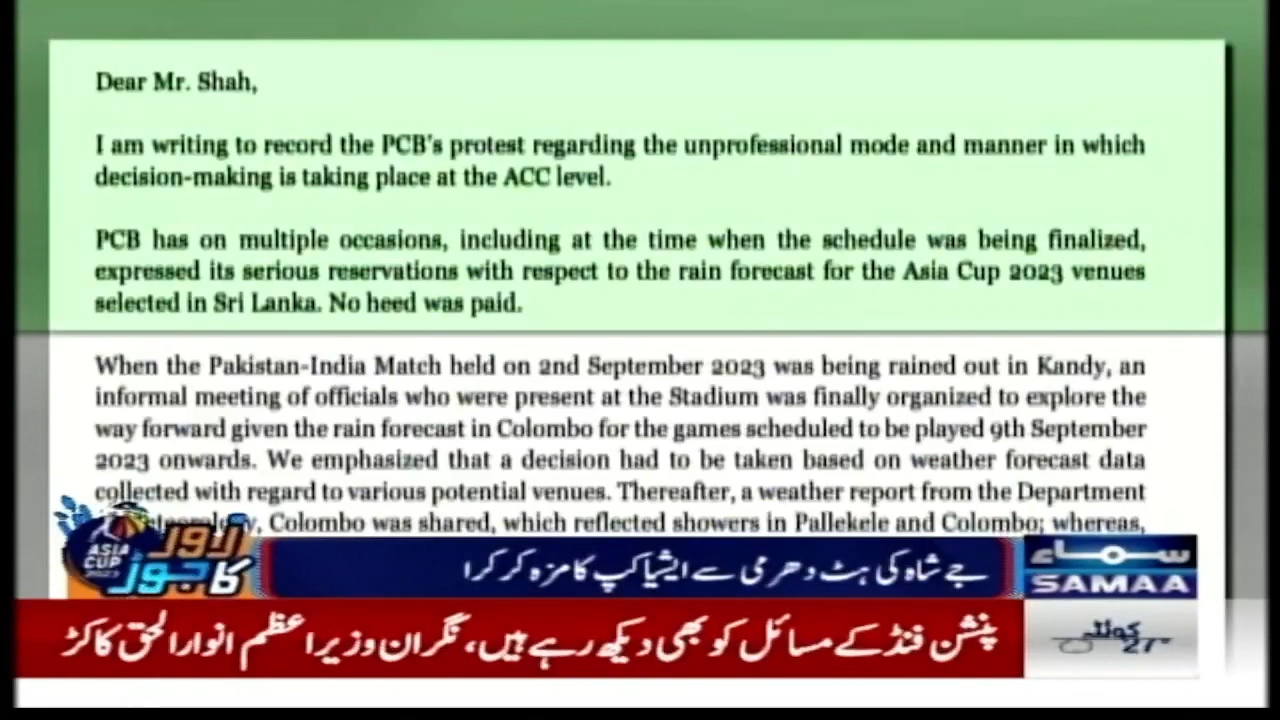 Dear Mr. Shah,
I am writing to record the PCB's protest regarding the unprofessional mode and manner in which
decision-making is taking place at the ACC level.
PCB has on multiple occasions, including at the time when the schedule was being finalized,
expressed its serious reservations with respect to the rain forecast for the Asia Cup 2023 venues
selected in Sri Lanka. No heed was paid.
When the Pakistan-India Match held on 2nd September 2023 was being rained out in Kandy, an
informal meeting of officials who were present at the Stadium was finally organized to explore the
way forward given the rain forecast in Colombo for the games scheduled to be played 9th September
2023 onwards. We emphasized that a decision had to be taken based on weather forecast data
collected with regard to various potential venues. Thereafter, a weather report from the Department
Colombo was shared, which reflected showers in Pallekele and Colombo; whereas,
ASIA
CUP
2023
زور
کا جوڑ
جے شاہ کی ہٹ دھرمی سے ایشیا کپ کا مزہ کرکرا
سماء
SAMAA
پنشن فنڈ کے مسائل کو بھی دیکھ رہے ہیں، نگران وزیراعظم انوارالحق کاکڑ
کوئٹہ
27°